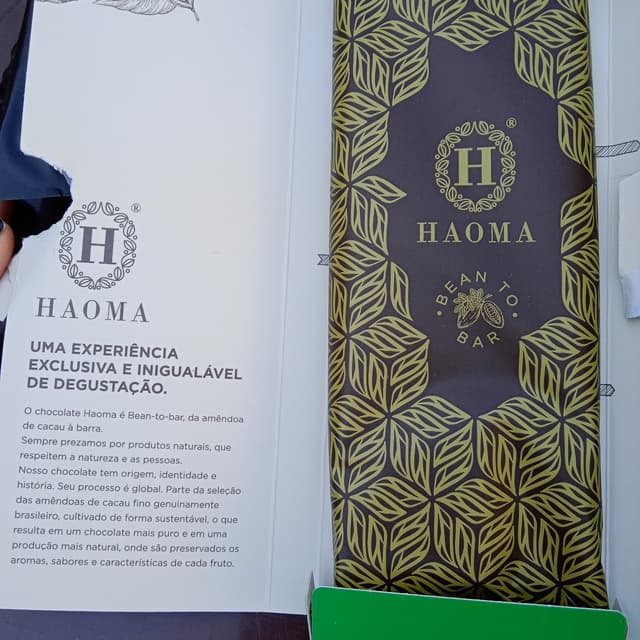 H®
HAOMA
UMA EXPERIÊNCIA
EXCLUSIVA E INIGUALÁVEL
DE DEGUSTAÇÃO.
O chocolate Haoma é Bean-to-bar, da amêndoa
de cacau à barra.
Sempre prezamos por produtos naturais, que
respeitem a natureza e as pessoas.
Nosso chocolate tem origem, identidade e
história. Seu processo é global. Parte da seleção
das amêndoas de cacau fino genuinamente
brasileiro, cultivado de forma sustentável, o que
resulta em um chocolate mais puro e em uma
produção mais natural, onde são preservados os
aromas, sabores e características de cada fruto.
H®
HAOMA
• BEAN TO •
BAR